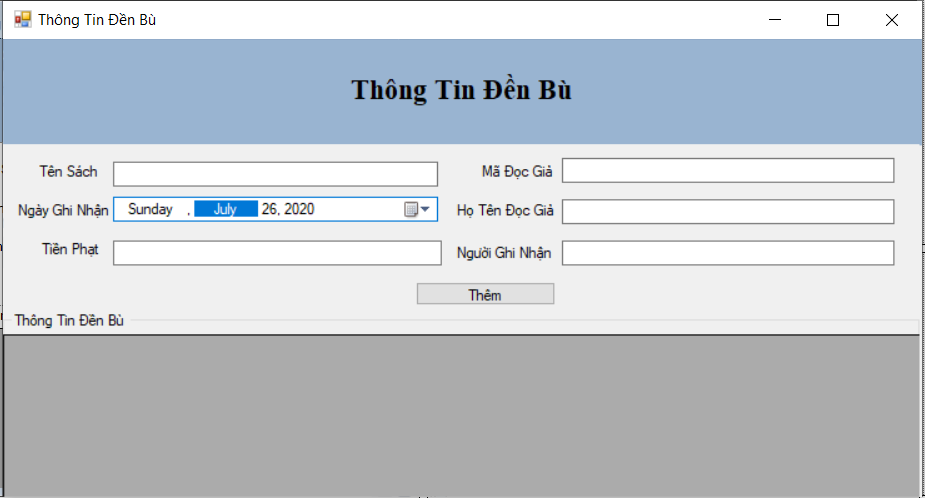 Thông Tin Đền Bù
Thông Tin Đền Bù
Tên Sách
Mã Đọc Giả
Ngày Ghi Nhận Sunday , July 26, 2020
Họ Tên Đọc Giả
Tiền Phạt
Người Ghi Nhận
Thêm
Thông Tin Đền Bù